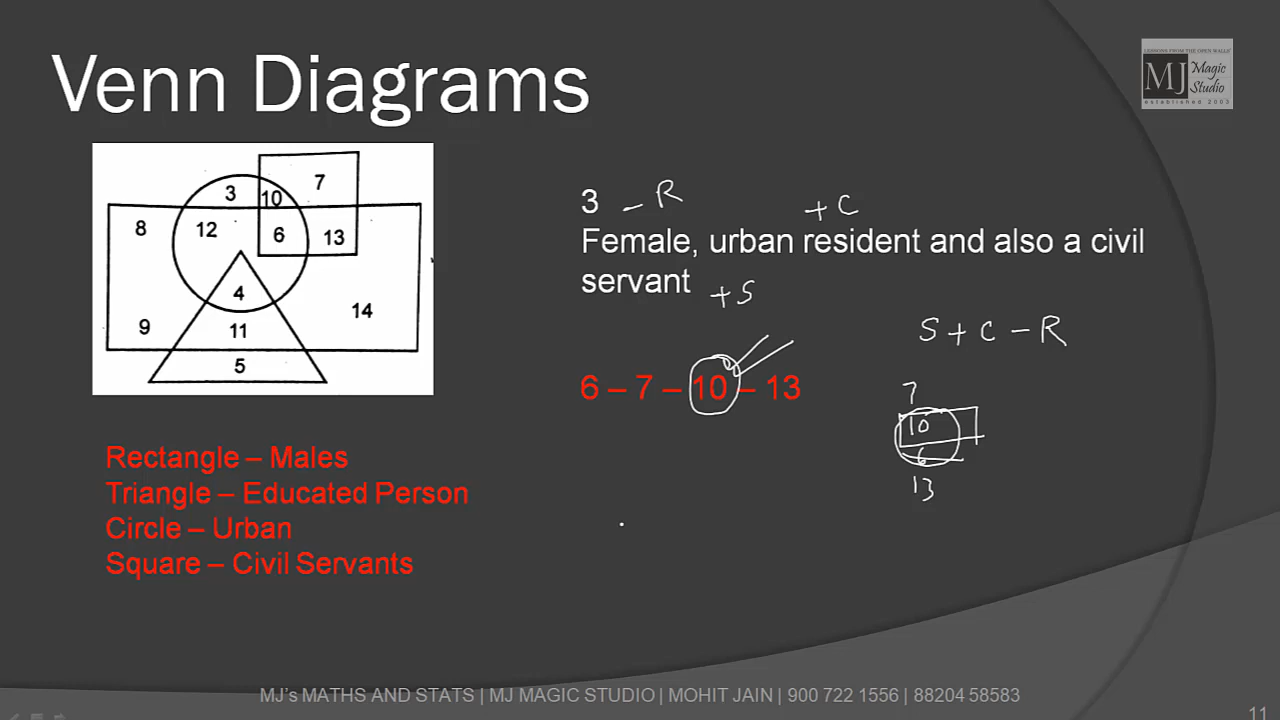 Venn Diagrams
LESSONS FROM THE OPEN WALLS
MJ Magic
Studio
established 2003
7
3 10
8 12 6 13
4
14
9 11
5
3 – R
+ C
Female, urban resident and also a civil
servant + S
S + C – R
6 – 7 – 10 – 13
7
10
6
13
Rectangle – Males
Triangle – Educated Person
Circle – Urban
Square – Civil Servants
MJ's MATHS AND STATS | MJ MAGIC STUDIO | MOHIT JAIN | 900 722 1556 | 88204 58583
11